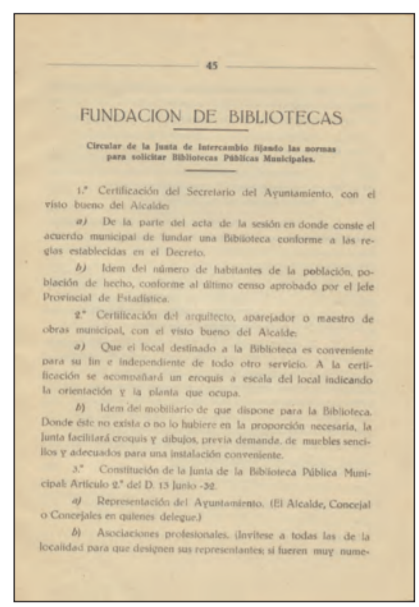 45
FUNDACION DE BIBLIOTECAS
Circular de la Junta de Intercambio fijando las normas
para solicitar Bibliotecas Públicas Municipales.
1.º Certificación del Secretario del Ayuntamiento, con el
visto bueno del Alcalde:
a) De la parte del acta de la sesión en donde conste el
acuerdo municipal de fundar una Biblioteca conforme a las re-
glas establecidas en el Decreto.
b) Idem del número de habitantes de la población, po-
blación de hecho, conforme al último censo aprobado por el Jefe
Provincial de Estadística.
2.º Certificación del arquitecto, aparejador o maestro de
obras municipal, con el visto bueno del Alcalde:
a) Que el local destinado a la Biblioteca es conveniente
para su fin e independiente de todo otro servicio. A la certi-
ficación se acompañará un croquis a escala del local indicando
la orientación y la planta que ocupa.
b) Idem del mobiliario de que dispone para la Biblioteca.
Donde éste no exista o no lo hubiere en la proporción necesaria, la
Junta facilitará croquis y dibujos, previa demanda, de muebles senci-
llos y adecuados para una instalación conveniente.
3.º Constitución de la Junta de la Biblioteca Pública Muni-
cipal: Artículo 2.º del D. 13 Junio -32.
a) Representación del Ayuntamiento. (El Alcalde, Concejal
o Concejales en quienes delegue.)
b) Asociaciones profesionales. (Invítese a todas las de la
localidad para que designen sus representantes; si fueren muy nume-